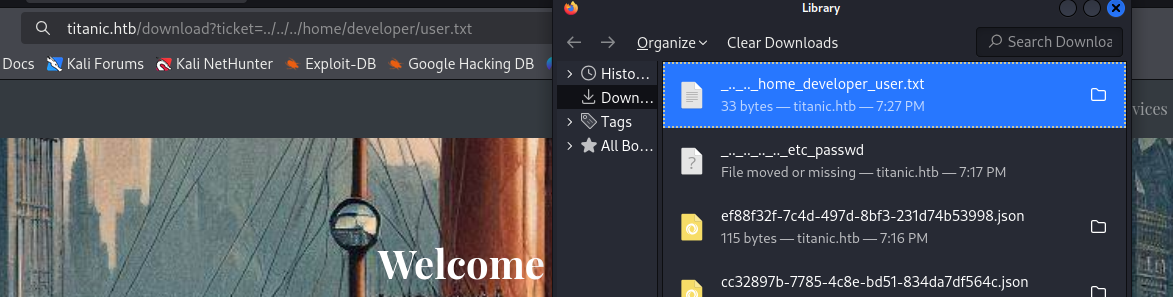 Library
titanic.htb/download?ticket=../../../home/developer/user.txt
Organize
Clear Downloads
Docs
Kali Forums
Kali NetHunter
Exploit-DB
Google Hacking DB
Histo…
Down…
Tags
All Bo…
_.._.._home_developer_user.txt
33 bytes — titanic.htb — 7:27 PM
_.._.._.._.._etc_passwd
File moved or missing — titanic.htb — 7:17 PM
ef88f32f-7c4d-497d-8bf3-231d74b53998.json
115 bytes — titanic.htb — 7:16 PM
cc32897b-7785-4c8e-bd51-834da7df564c.json
Welcome